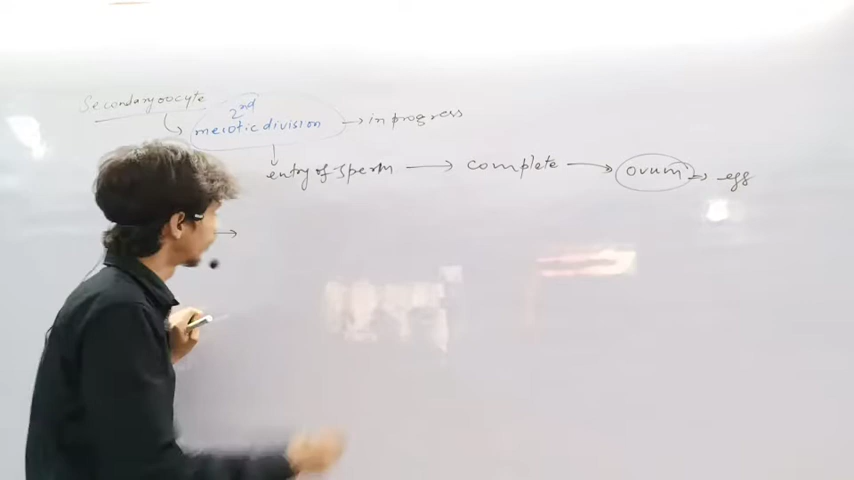 Secondary oocyte
2nd
meiotic division → in progress
entry of sperm → complete → ovum → egg
→